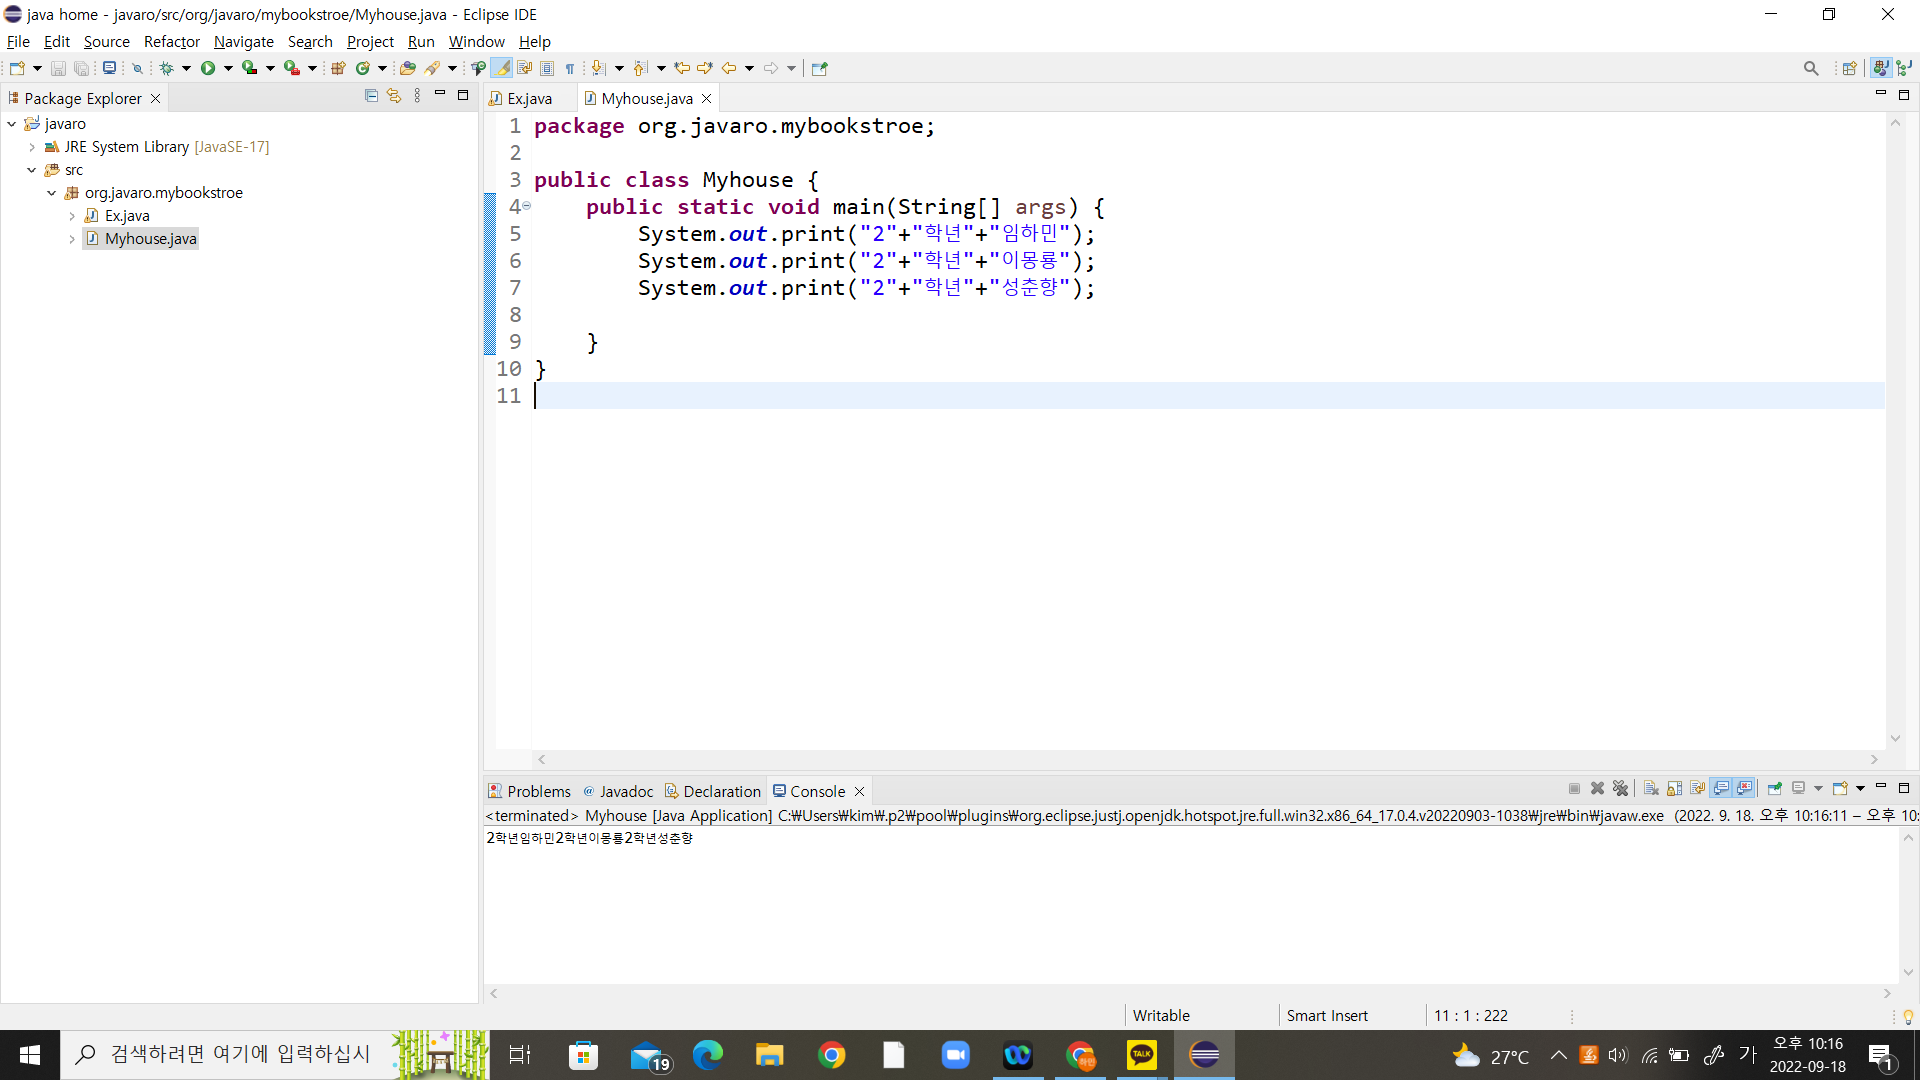 java home - javaro/src/org/javaro/mybookstroe/Myhouse.java - Eclipse IDE
File Edit Source Refactor Navigate Search Project Run Window Help
Package Explorer
javaro
JRE System Library [JavaSE-17]
src
org.javaro.mybookstroe
Ex.java
Myhouse.java
Ex.java Myhouse.java
1 package org.javaro.mybookstroe;
2
3 public class Myhouse {
4 public static void main(String[] args) {
5 System.out.print("2"+"학년"+"임하민");
6 System.out.print("2"+"학년"+"이몽룡");
7 System.out.print("2"+"학년"+"성춘향");
8
9 }
10 }
11
Problems @ Javadoc Declaration Console
<terminated> Myhouse [Java Application] C:₩Users₩kim₩.p2₩pool₩plugins₩org.eclipse.justj.openjdk.hotspot.jre.full.win32.x86_64_17.0.4.v20220903-1038₩jre₩bin₩javaw.exe (2022. 9. 18. 오후 10:16:11 – 오후 10:
2학년임하민2학년이몽룡2학년성춘향
Writable Smart Insert 11 : 1 : 222
검색하려면 여기에 입력하십시
19
TALK
27°C
가
오후 10:16
2022-09-18
1